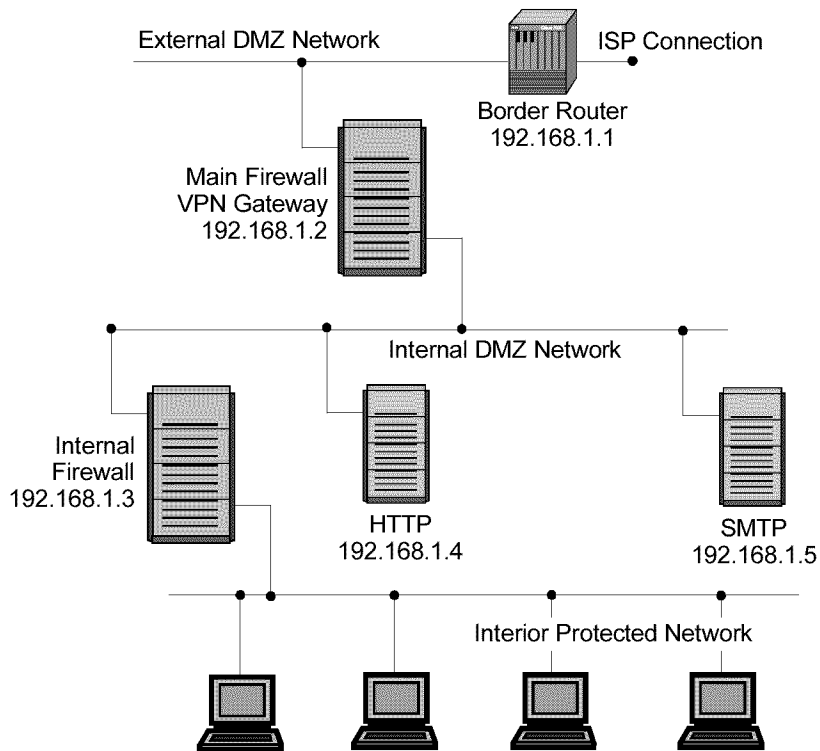 External DMZ Network
ISP Connection
Border Router
192.168.1.1
Main Firewall
VPN Gateway
192.168.1.2
Internal DMZ Network
Internal
Firewall
192.168.1.3
HTTP
192.168.1.4
SMTP
192.168.1.5
Interior Protected Network